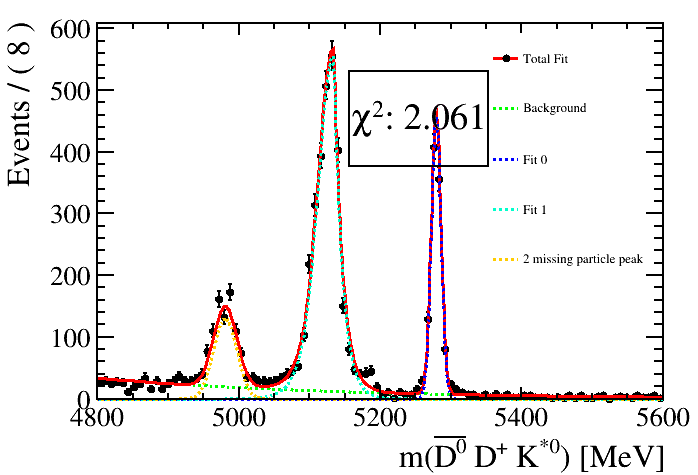 Events / ( 8 )
600
500
400
300
200
100
0
χ²: 2.061
Total Fit
Background
Fit 0
Fit 1
2 missing particle peak
4800 5000 5200 5400 5600
m(D̅⁰ D⁺ K*⁰) [MeV]